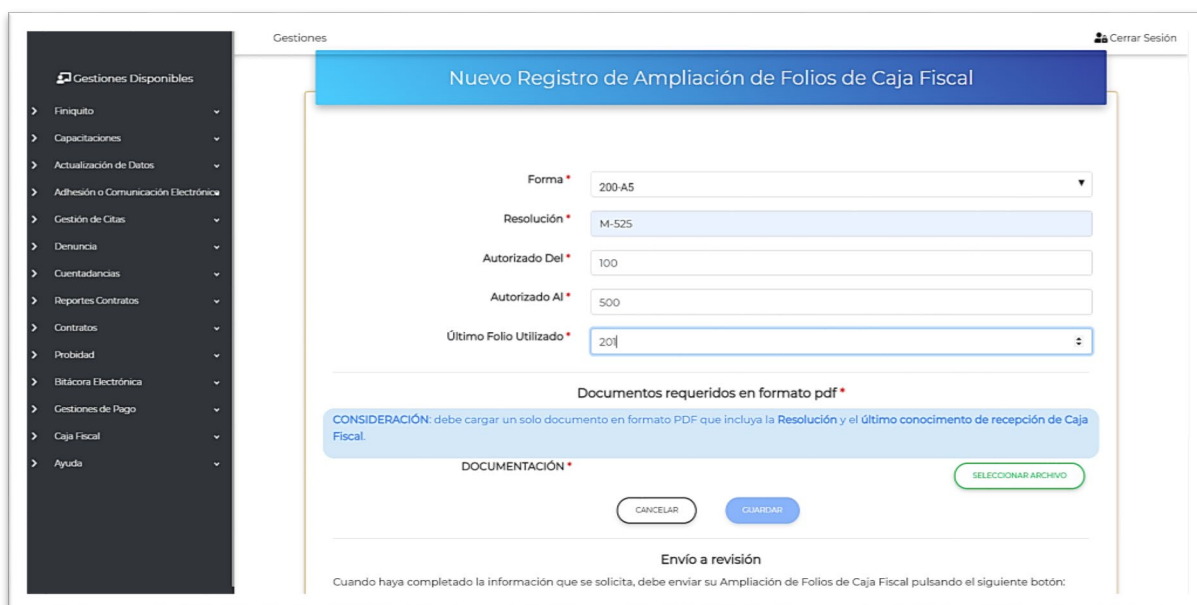 Gestiones
Cerrar Sesión
Gestiones Disponibles
Finiquito
Capacitaciones
Actualización de Datos
Adhesión o Comunicación Electrónica
Gestión de Citas
Denuncia
Cuentadancias
Reportes Contratos
Contratos
Probidad
Bitácora Electrónica
Gestiones de Pago
Caja Fiscal
Ayuda
Nuevo Registro de Ampliación de Folios de Caja Fiscal
Forma * 200-A5
Resolución * M-525
Autorizado Del * 100
Autorizado Al * 500
Último Folio Utilizado * 201
Documentos requeridos en formato pdf *
CONSIDERACIÓN: debe cargar un solo documento en formato PDF que incluya la Resolución y el último conocimento de recepción de Caja
Fiscal.
DOCUMENTACIÓN * SELECCIONAR ARCHIVO
CANCELAR GUARDAR
Envío a revisión
Cuando haya completado la información que se solicita, debe enviar su Ampliación de Folios de Caja Fiscal pulsando el siguiente botón: